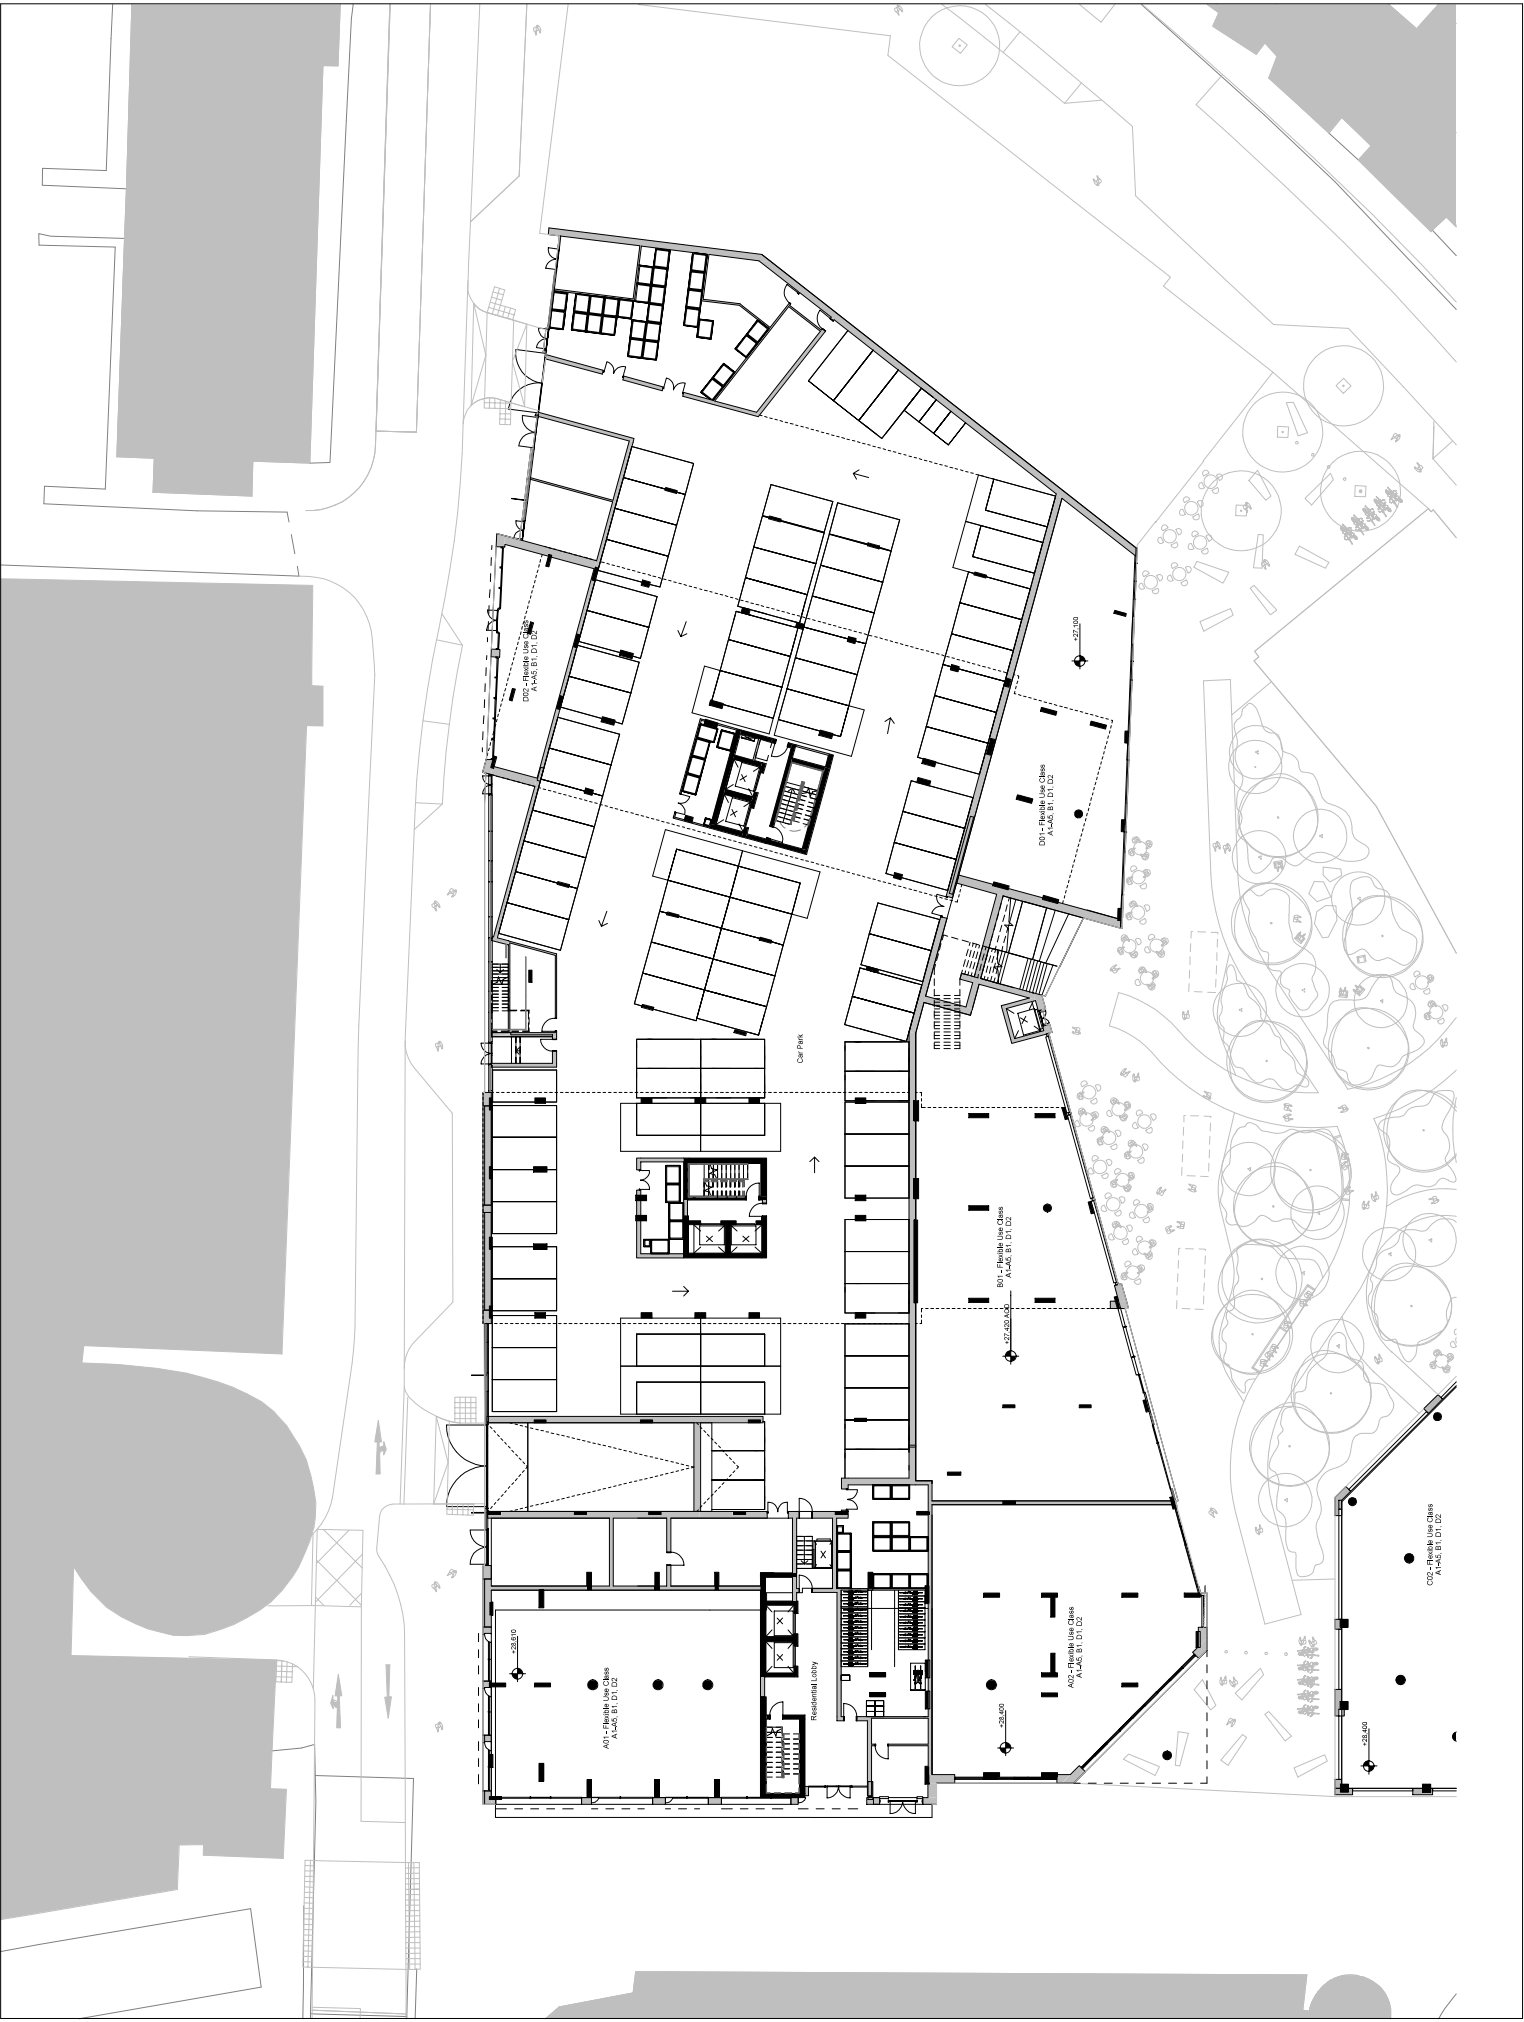 D02 - Flexible Use Class
A1-A5, B1, D1, D2
+27.100
D01 - Flexible Use Class
A1-A5, B1, D1, D2
Car Park
B01 - Flexible Use Class
A1-A5, B1, D1, D2
+27.420 AOD
C02 - Flexible Use Class
A1-A5, B1, D1, D2
+28.610
A01 - Flexible Use Class
A1-A5, B1, D1, D2
Residential Lobby
A02 - Flexible Use Class
A1-A5, B1, D1, D2
+28.400
+28.400